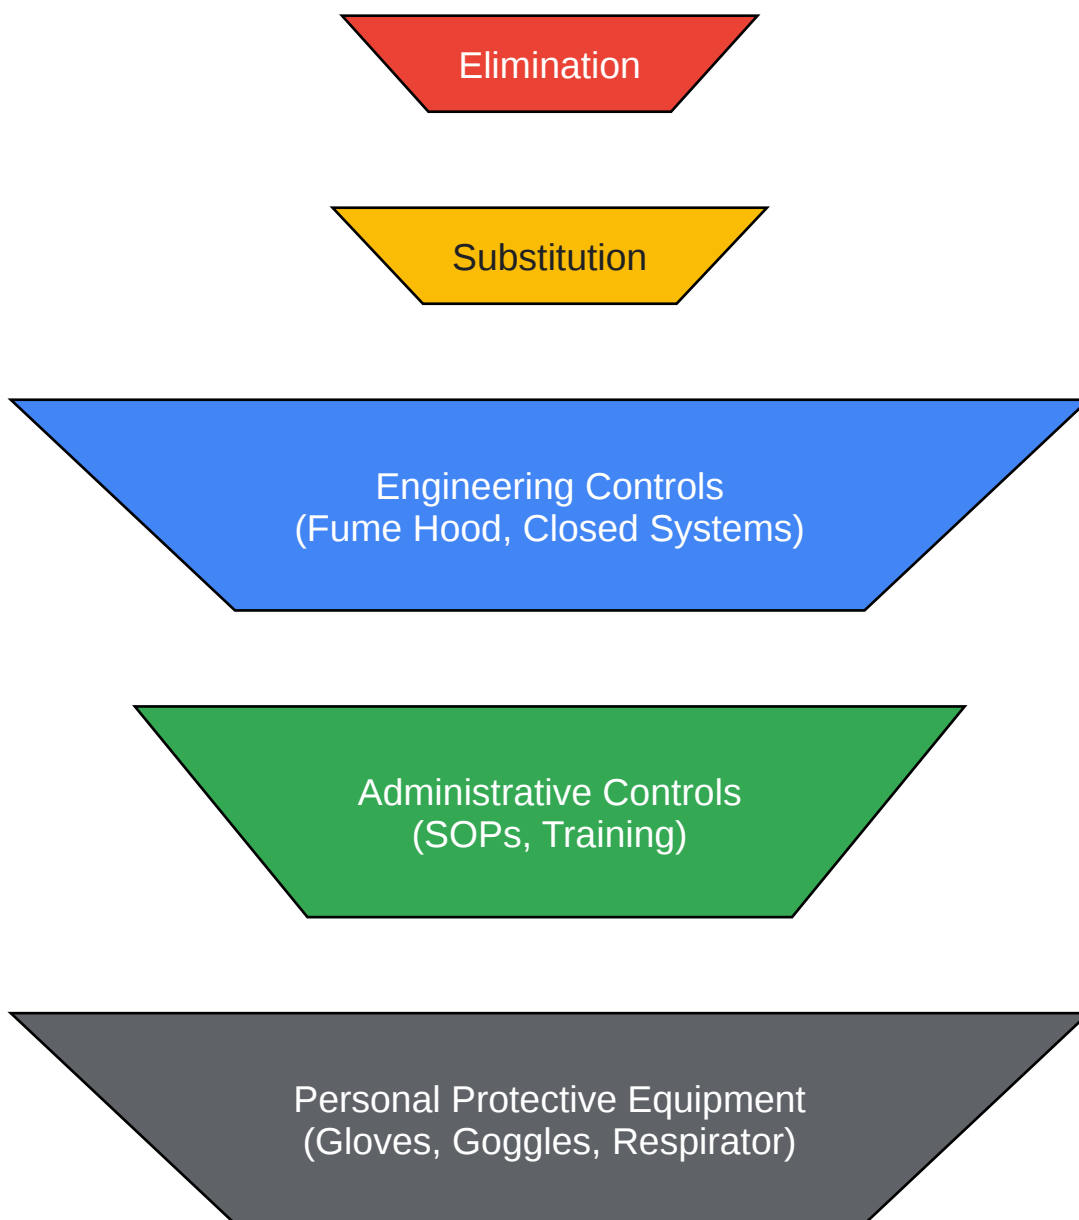 Elimination
Substitution
Engineering Controls
(Fume Hood, Closed Systems)
Administrative Controls
(SOPs, Training)
Personal Protective Equipment
(Gloves, Goggles, Respirator)